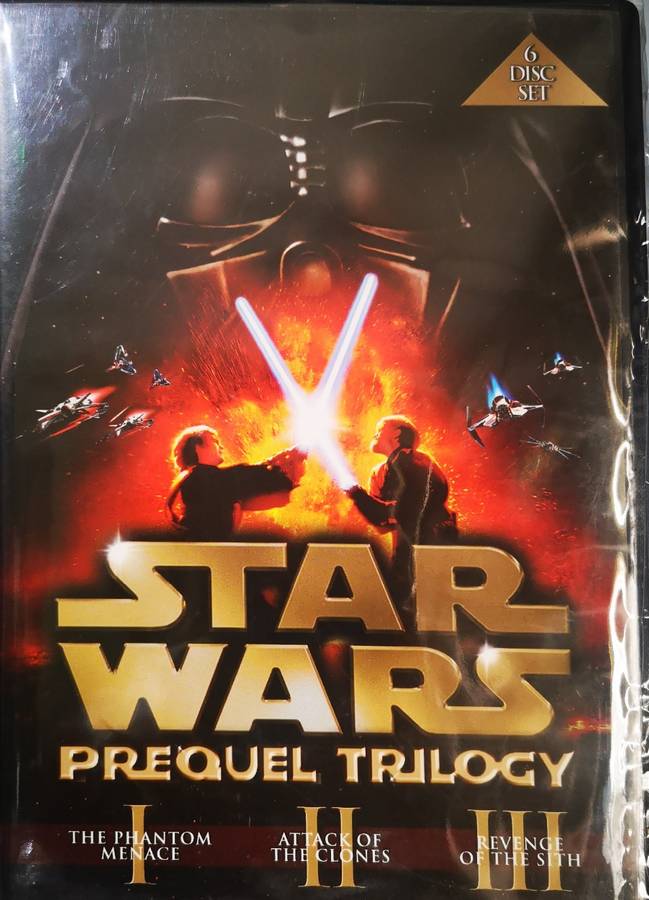 6
DISC
SET
STAR
WARS
PREQUEL TRILOGY
I
THE PHANTOM
MENACE
II
ATTACK OF
THE CLONES
III
REVENGE
OF THE SITH